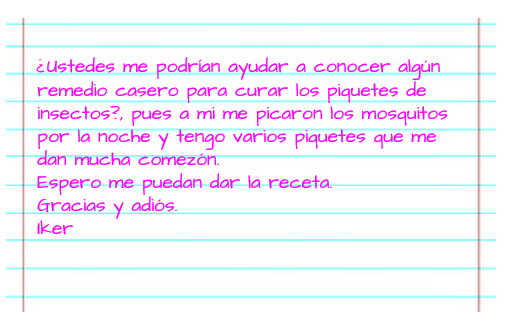 ¿Ustedes me podrían ayudar a conocer algún
remedio casero para curar los piquetes de
insectos?, pues a mi me picaron los mosquitos
por la noche y tengo varios piquetes que me
dan mucha comezón.
Espero me puedan dar la receta.
Gracias y adiós.
Iker